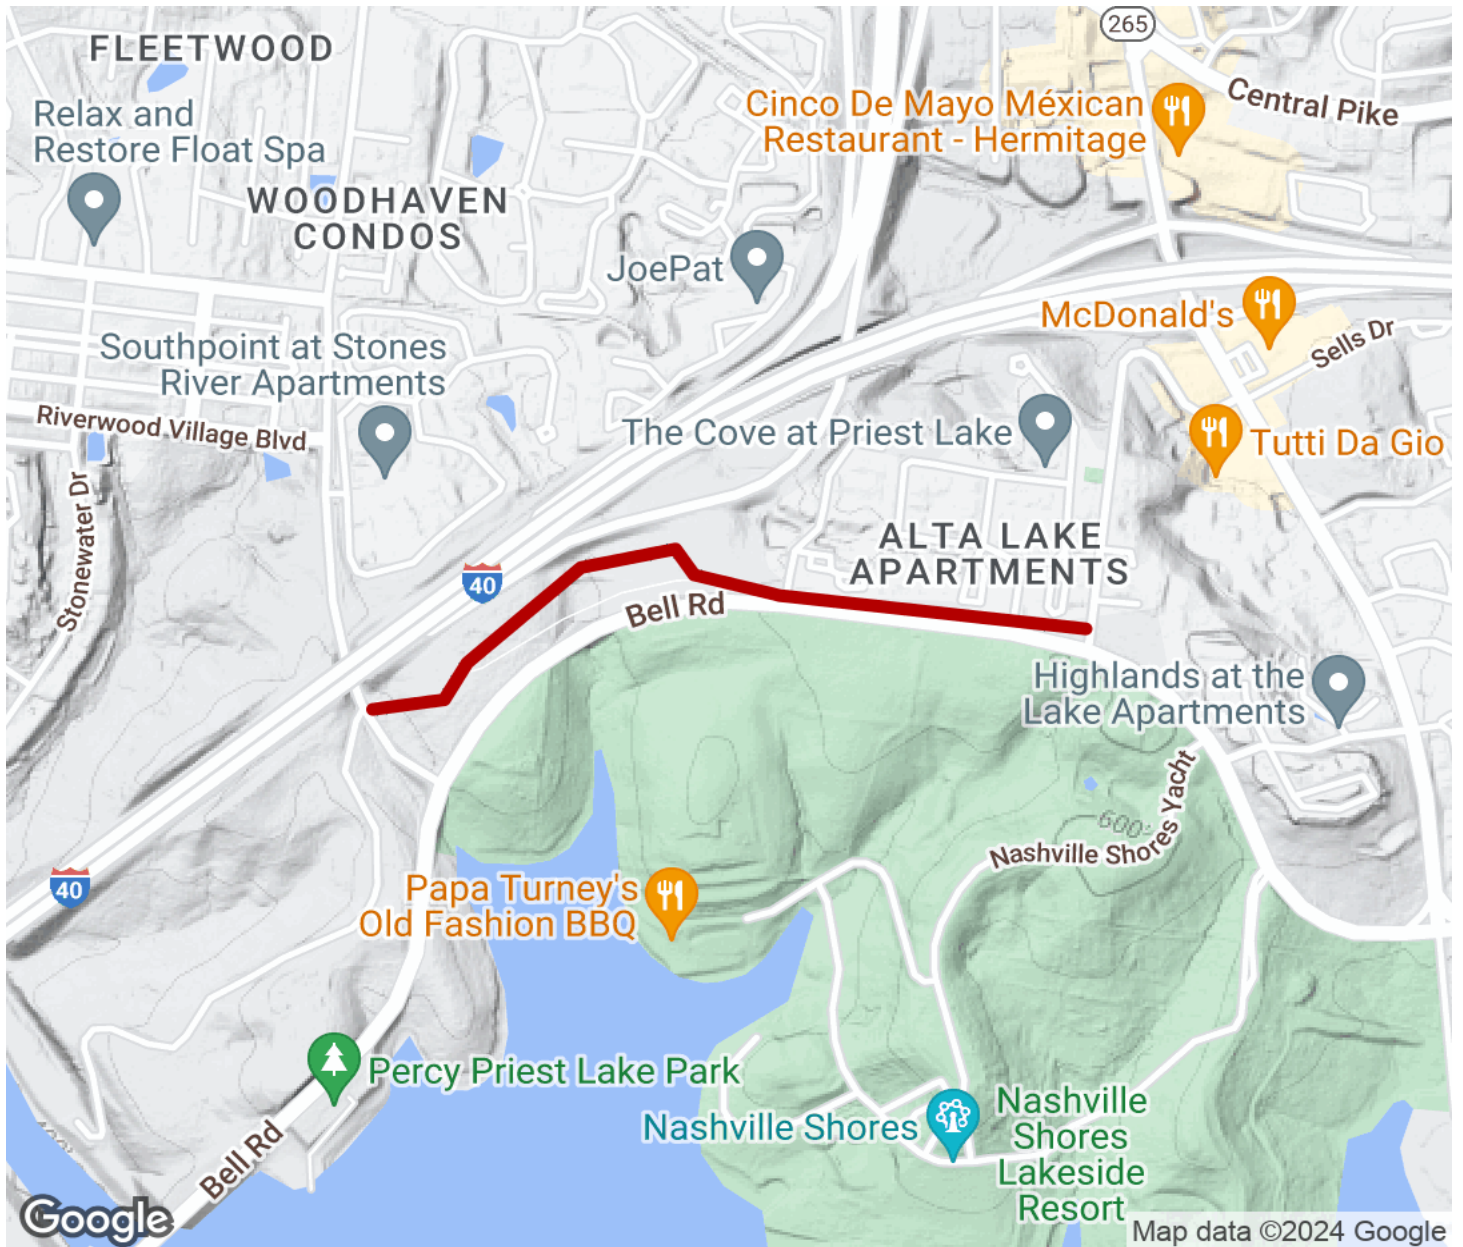 265
FLEETWOOD
Central Pike
Relax and
Restore Float Spa
Cinco De Mayo Méxican
Restaurant - Hermitage
WOODHAVEN
CONDOS
JoePat
McDonald's
Sells Dr
Southpoint at Stones
River Apartments
Riverwood Village Blvd
The Cove at Priest Lake
Tutti Da Gio
Stonewater Dr
ALTA LAKE
APARTMENTS
40
Bell Rd
Highlands at the
Lake Apartments
Nashville Shores Yacht
600'
40
Papa Turney's
Old Fashion BBQ
Percy Priest Lake Park
Nashville Shores
Nashville
Shores
Lakeside
Resort
Bell Rd
Google
Map data ©2024 Google